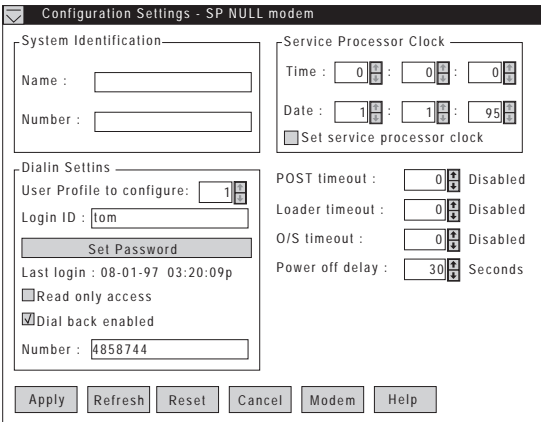 Configuration Settings - SP NULL modem
System Identification
Name :
Number :
Service Processor Clock
Time : 0 : 0 : 0
Date : 1 : 1 : 95
Set service processor clock
Dialin Settins
User Profile to configure: 1
Login ID : tom
Set Password
Last login : 08-01-97 03:20:09p
Read only access
Dial back enabled
Number : 4858744
POST timeout : 0 Disabled
Loader timeout : 0 Disabled
O/S timeout : 0 Disabled
Power off delay : 30 Seconds
Apply Refresh Reset Cancel Modem Help